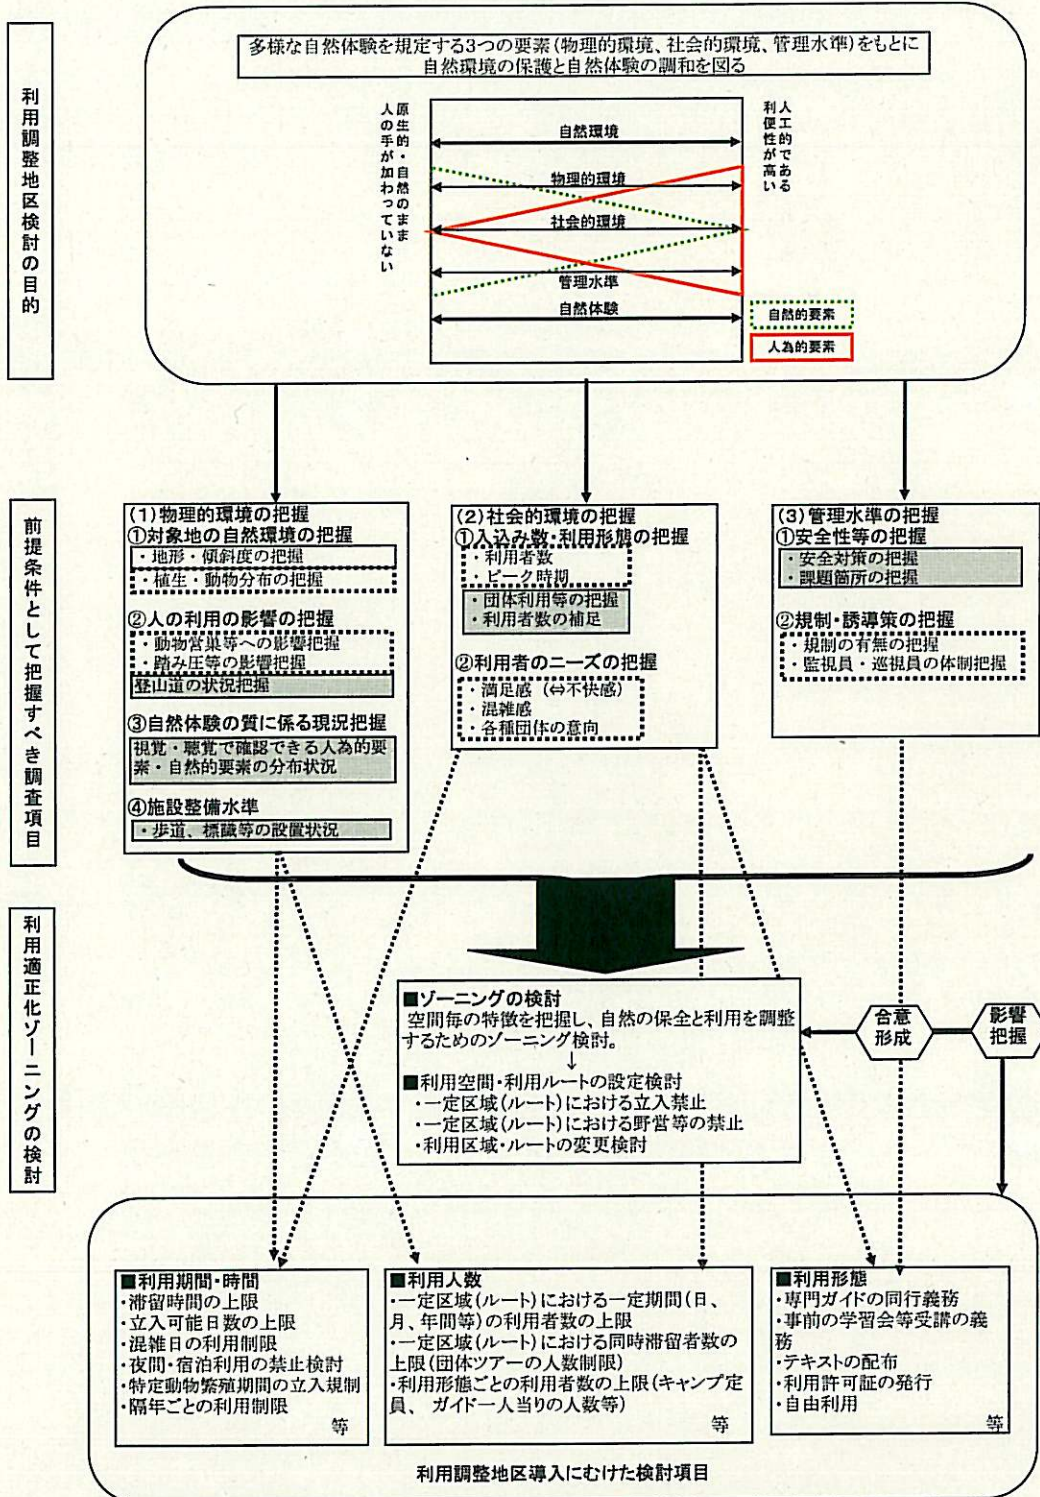 利用調整地区検討の目的
多様な自然体験を規定する3つの要素(物理的環境、社会的環境、管理水準)をもとに
自然環境の保護と自然体験の調和を図る
原生的・自然のまま
人の手が加わっていない
人工的である
利便性が高い
自然環境
物理的環境
社会的環境
管理水準
自然体験
自然的要素
人為的要素
前提条件として把握すべき調査項目
(1)物理的環境の把握
①対象地の自然環境の把握
・地形・傾斜度の把握
・植生・動物分布の把握
②人の利用の影響の把握
・動物営巣等への影響把握
・踏み圧等の影響把握
登山道の状況把握
③自然体験の質に係る現況把握
視覚・聴覚で確認できる人為的要
素・自然的要素の分布状況
④施設整備水準
・歩道、標識等の設置状況
(2)社会的環境の把握
①入込み数・利用形態の把握
・利用者数
・ピーク時期
・団体利用等の把握
・利用者数の補足
②利用者のニーズの把握
・満足感(⇔不快感)
・混雑感
・各種団体の意向
(3)管理水準の把握
①安全性等の把握
・安全対策の把握
・課題箇所の把握
②規制・誘導策の把握
・規制の有無の把握
・監視員・巡視員の体制把握
利用適正化ゾーニングの検討
■ゾーニングの検討
空間毎の特徴を把握し、自然の保全と利用を調整
するためのゾーニング検討。
↓
■利用空間・利用ルートの設定検討
・一定区域(ルート)における立入禁止
・一定区域(ルート)における野営等の禁止
・利用区域・ルートの変更検討
合意
形成
影響
把握
■利用期間・時間
・滞留時間の上限
・立入可能日数の上限
・混雑日の利用制限
・夜間・宿泊利用の禁止検討
・特定動物繁殖期間の立入規制
・隔年ごとの利用制限
等
■利用人数
・一定区域(ルート)における一定期間(日、
月、年間等)の利用者数の上限
・一定区域(ルート)における同時滞留者数の
上限(団体ツアーの人数制限)
・利用形態ごとの利用者数の上限(キャンプ定
員、ガイド一人当りの人数等)
等
■利用形態
・専門ガイドの同行義務
・事前の学習会等受講の義
務
・テキストの配布
・利用許可証の発行
・自由利用
等
利用調整地区導入にむけた検討項目